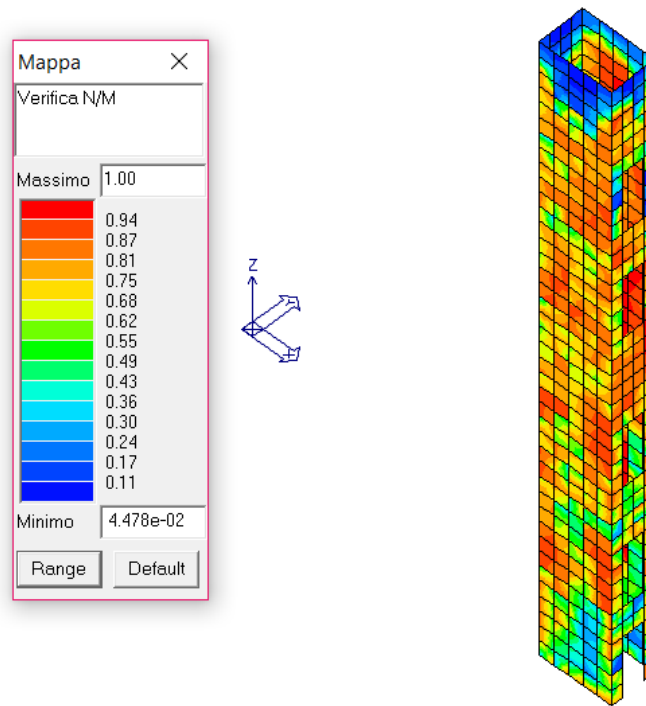 Mappa
Verifica N/M
Massimo 1.00
0.94
0.87
0.81
0.75
0.68
0.62
0.55
0.49
0.43
0.36
0.30
0.24
0.17
0.11
Minimo 4.478e-02
Range Default
Z